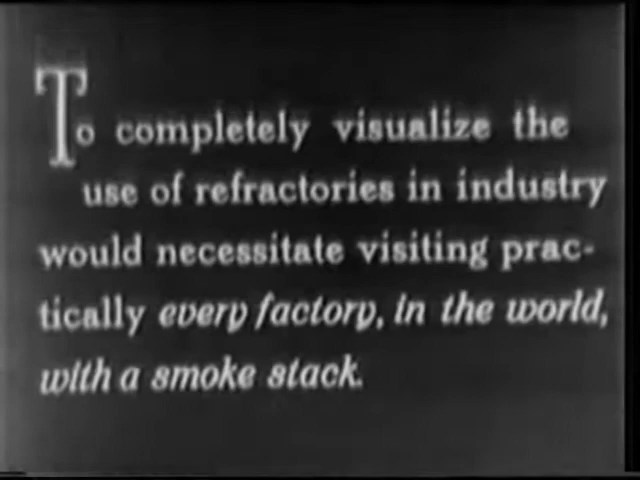 To completely visualize the
use of refractories in industry
would necessitate visiting prac-
tically every factory, in the world,
with a smoke stack.